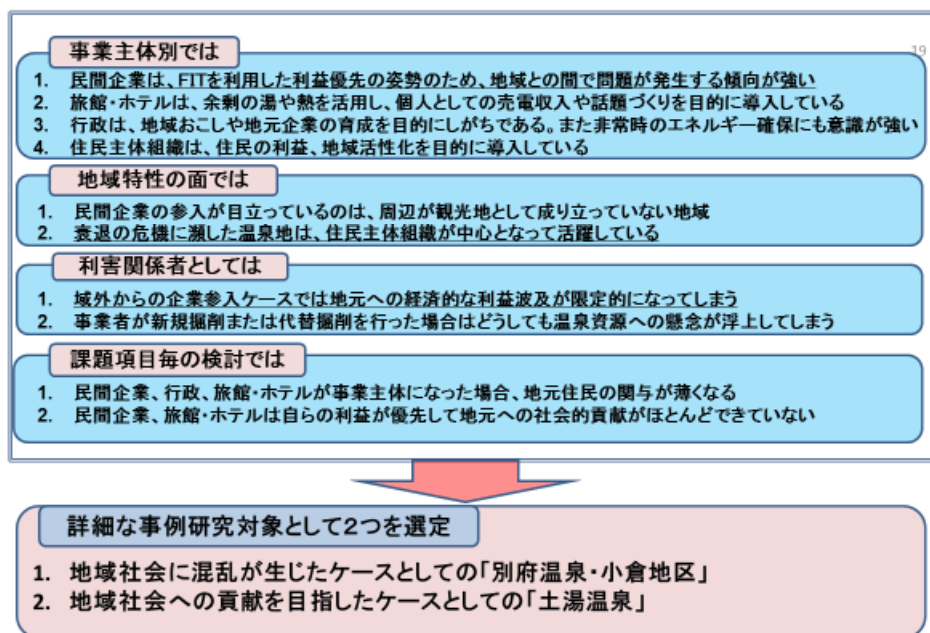 19
事業主体別では
1. 民間企業は、FITを利用した利益優先の姿勢のため、地域との間で問題が発生する傾向が強い
2. 旅館・ホテルは、余剰の湯や熱を活用し、個人としての売電収入や話題づくりを目的に導入している
3. 行政は、地域おこしや地元企業の育成を目的にしがちである。また非常時のエネルギー確保にも意識が強い
4. 住民主体組織は、住民の利益、地域活性化を目的に導入している
地域特性の面では
1. 民間企業の参入が目立っているのは、周辺が観光地として成り立っていない地域
2. 衰退の危機に瀕した温泉地は、住民主体組織が中心となって活躍している
利害関係者としては
1. 域外からの企業参入ケースでは地元への経済的な利益波及が限定的になってしまう
2. 事業者が新規掘削または代替掘削を行った場合はどうしても温泉資源への懸念が浮上してしまう
課題項目毎の検討では
1. 民間企業、行政、旅館・ホテルが事業主体になった場合、地元住民の関与が薄くなる
2. 民間企業、旅館・ホテルは自らの利益が優先して地元への社会的貢献がほとんどできていない
詳細な事例研究対象として2つを選定
1. 地域社会に混乱が生じたケースとしての「別府温泉・小倉地区」
2. 地域社会への貢献を目指したケースとしての「土湯温泉」